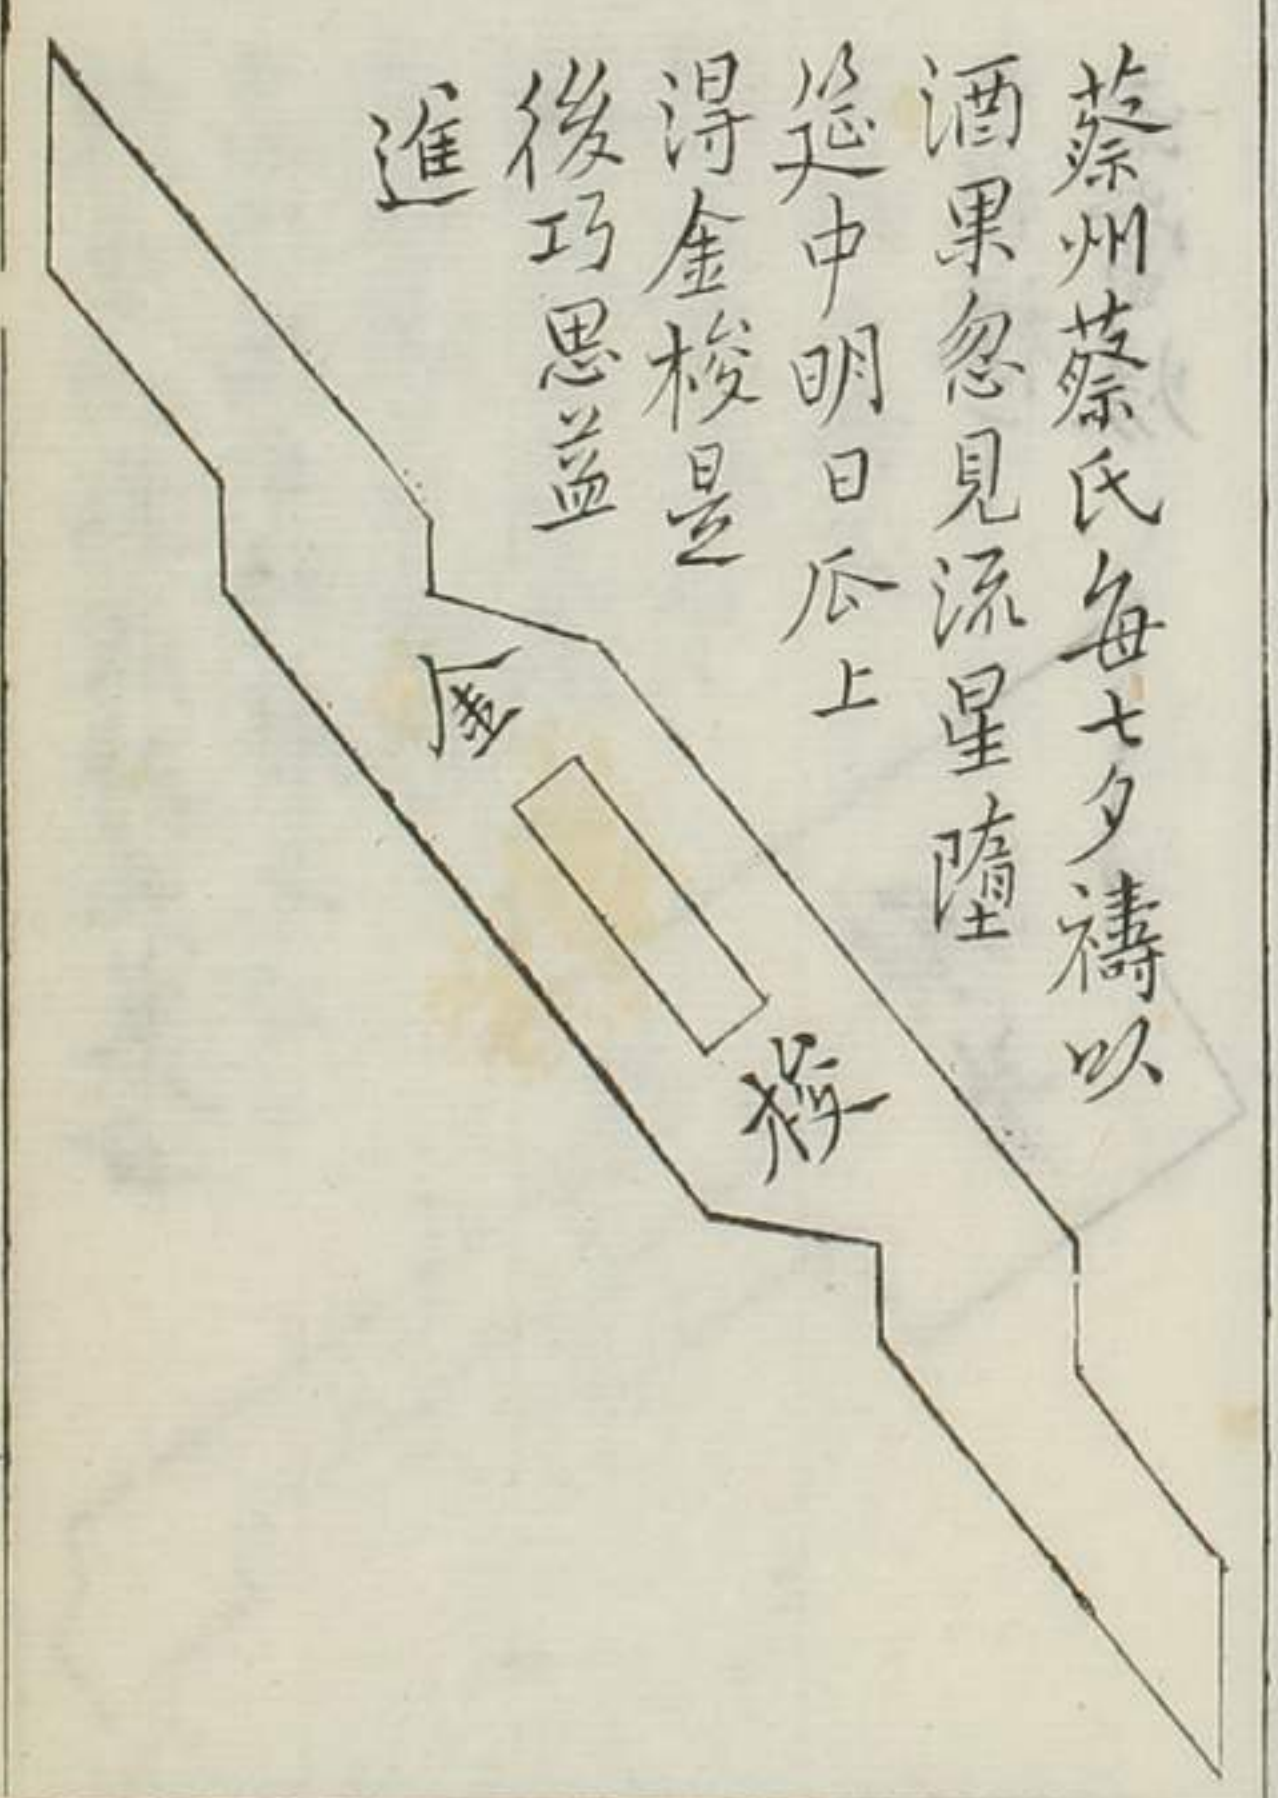 蔡州蔡氏每七夕禱以
酒果忽見流星墮
筵中明日瓜上
得金梭是
後巧思益
進
金
梭